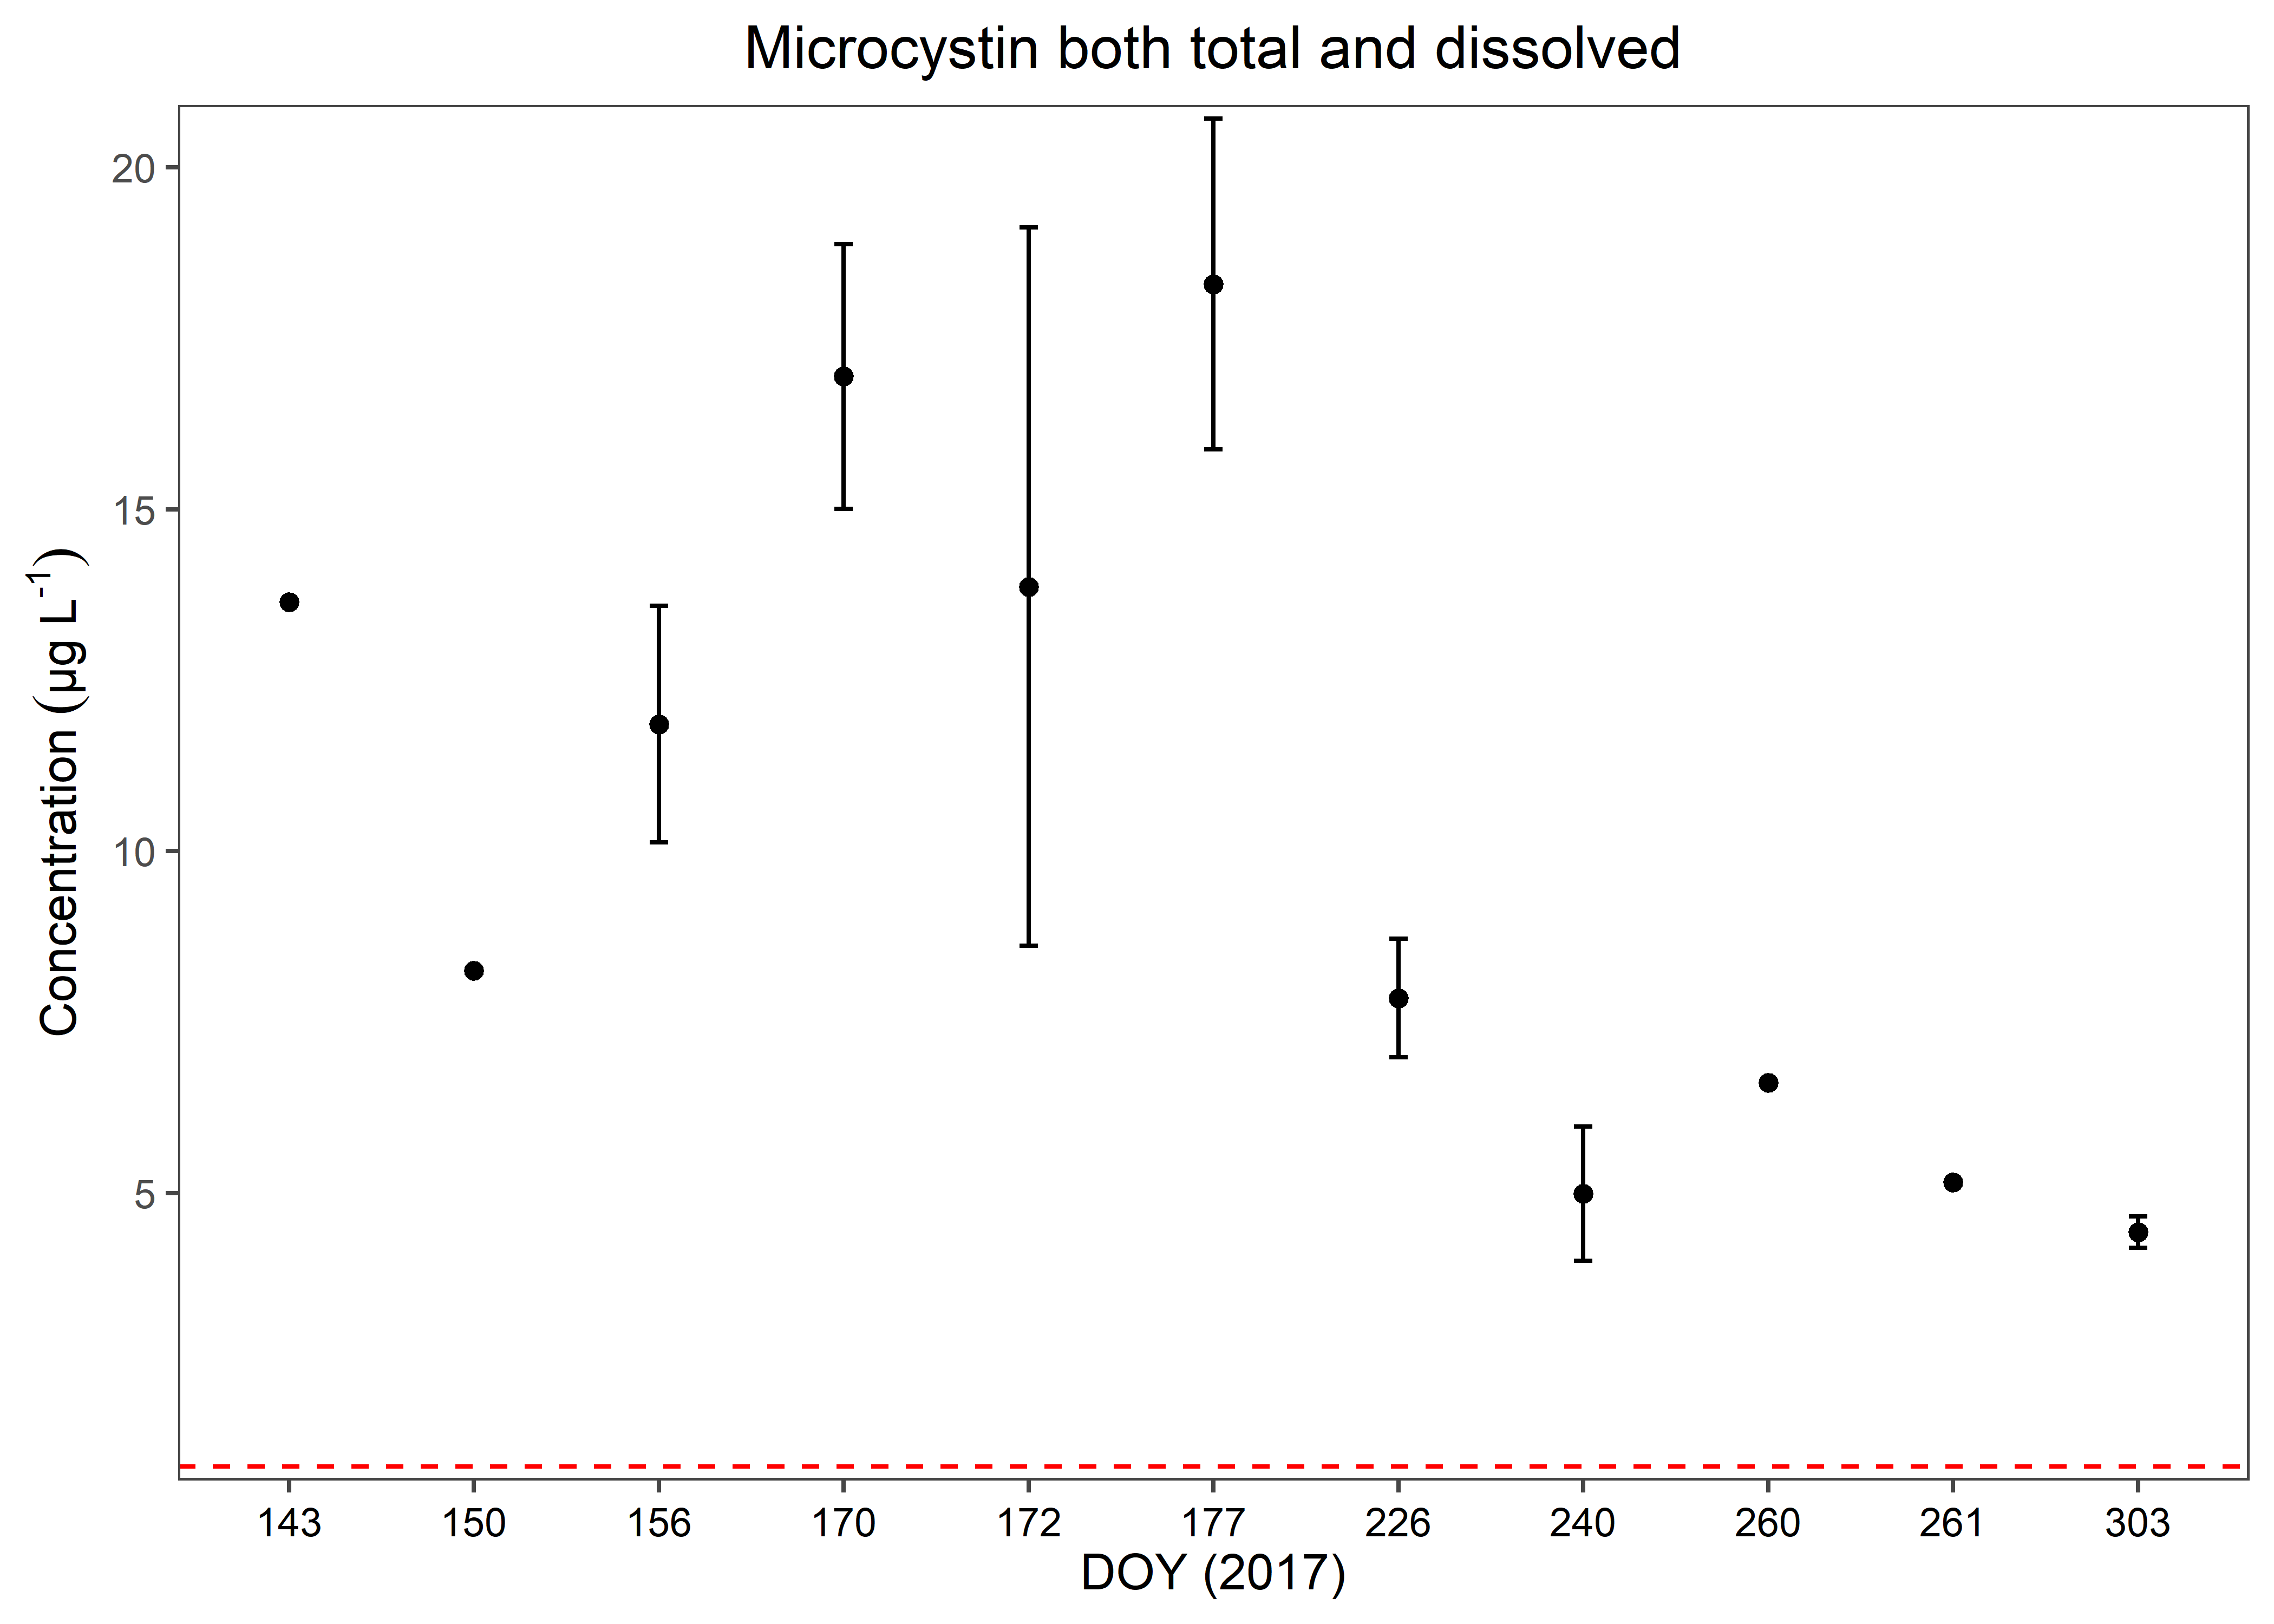 Microcystin both total and dissolved
Concentration (µg L⁻¹)
20
15
10
5
143 150 156 170 172 177 226 240 260 261 303
DOY (2017)